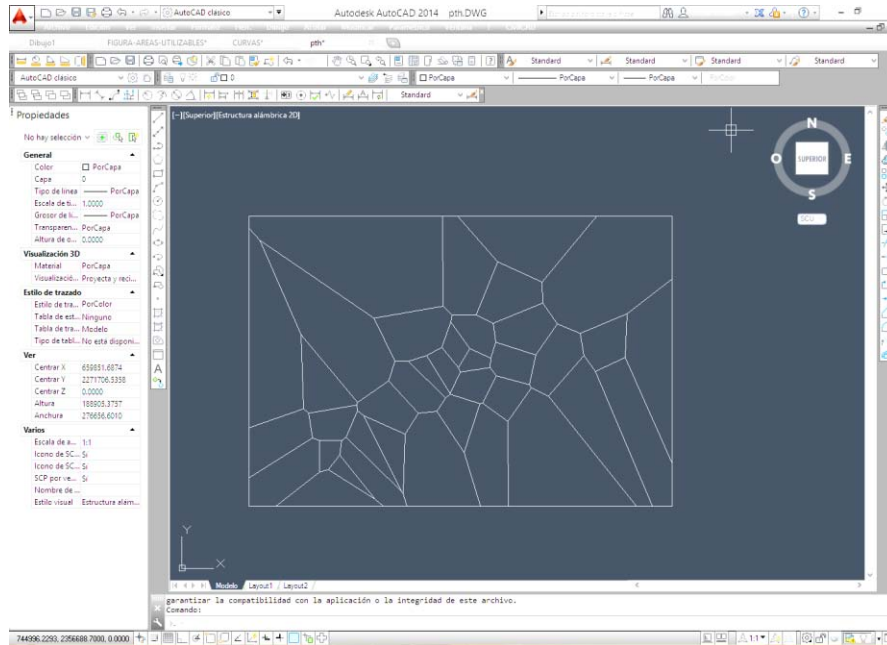 AutoCAD clásico
Autodesk AutoCAD 2014 pth.DWG
Dibujo1 FIGURA-AREAS-UTILIZABLES* CURVAS* pth*
Standard Standard Standard Standard
AutoCAD clásico 0 PorCapa PorCapa PorCapa
Standard
Propiedades
No hay selección
General
Color PorCapa
Capa 0
Tipo de línea PorCapa
Escala de ti... 1.0000
Grosor de lí... PorCapa
Transparen... PorCapa
Altura de o... 0.0000
Visualización 3D
Material PorCapa
Visualizació... Proyecta y reci...
Estilo de trazado
Estilo de tra... PorColor
Tabla de est... Ninguno
Tabla de tra... Modelo
Tipo de tabl... No está disponi...
Ver
Centrar X 659851.6874
Centrar Y 2271706.5358
Centrar Z 0.0000
Altura 188905.3757
Anchura 276656.6010
Varios
Escala de a... 1:1
Icono de SC... Sí
Icono de SC... Sí
SCP por ve... Sí
Nombre de ...
Estilo visual Estructura alám...
[−][Superior][Estructura alámbrica 2D]
N
O SUPERIOR E
S
SCU
Y
X
Modelo Layout1 Layout2
garantizar la compatibilidad con la aplicación o la integridad de este archivo.
Comando:
744996.2293, 2356688.7000, 0.0000
1:1